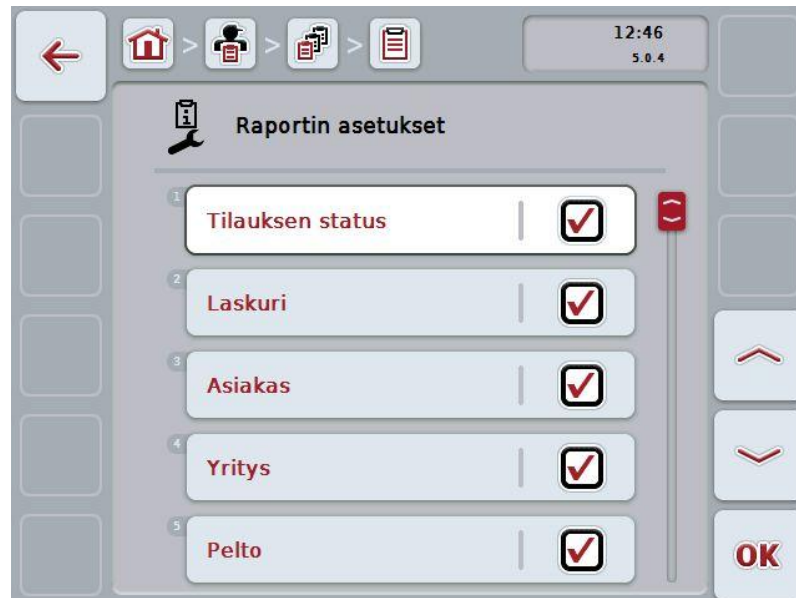 > > >
12:46
5.0.4
Raportin asetukset
1
Tilauksen status
2
Laskuri
3
Asiakas
4
Yritys
5
Pelto
OK